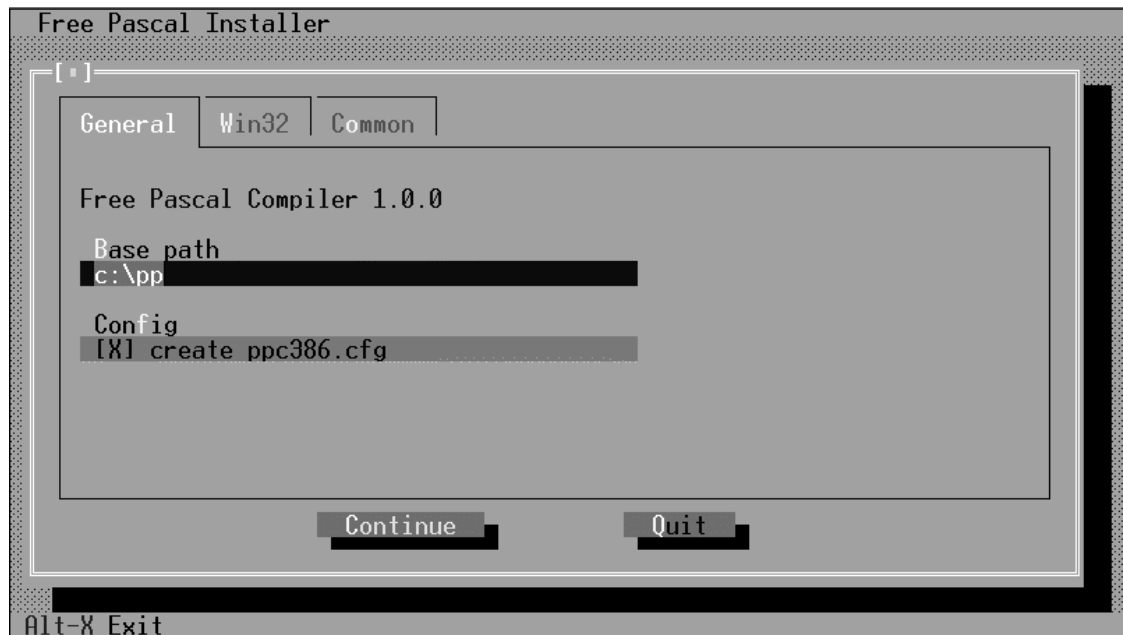 Free Pascal Installer
[▪]
General Win32 Common
Free Pascal Compiler 1.0.0
Base path
c:\pp
Config
[X] create ppc386.cfg
Continue Quit
Alt-X Exit